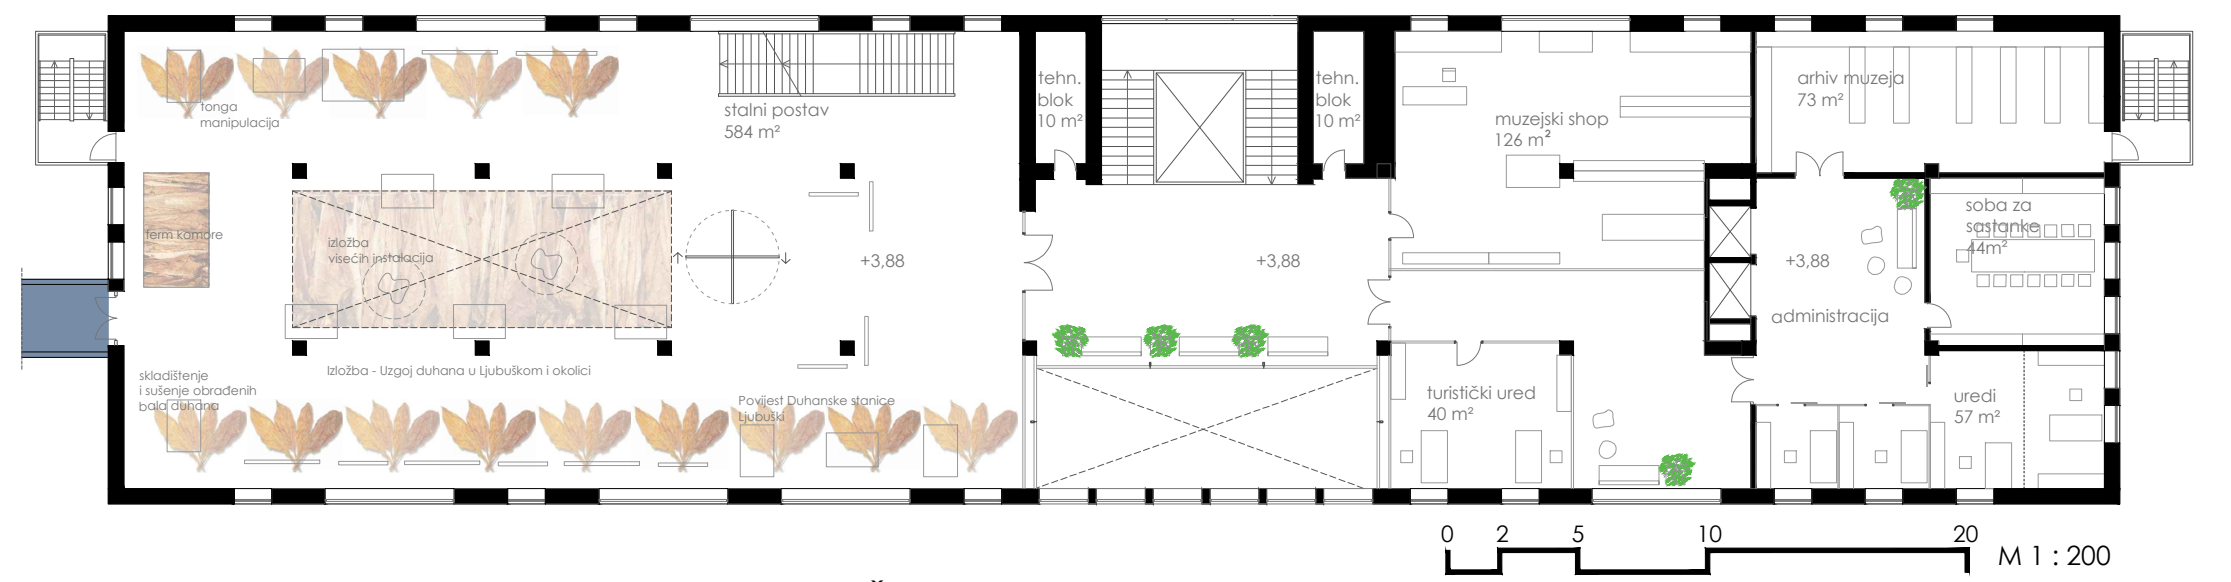 tonga
manipulacija
stalni postav
584 m²
tehn.
blok
10 m²
tehn.
blok
10 m²
muzejski shop
126 m²
arhiv muzeja
73 m²
ferm komore
izložba
visećih instalacija
+3,88
+3,88
+3,88
soba za
sastanke
44m²
administracija
skladištenje
i sušenje obrađenih
bala duhana
Izložba - Uzgoj duhana u Ljubuškom i okolici
Povijest Duhanske stanice
Ljubuški
turistički ured
40 m²
uredi
57 m²
0 2 5 10 20
M 1 : 200